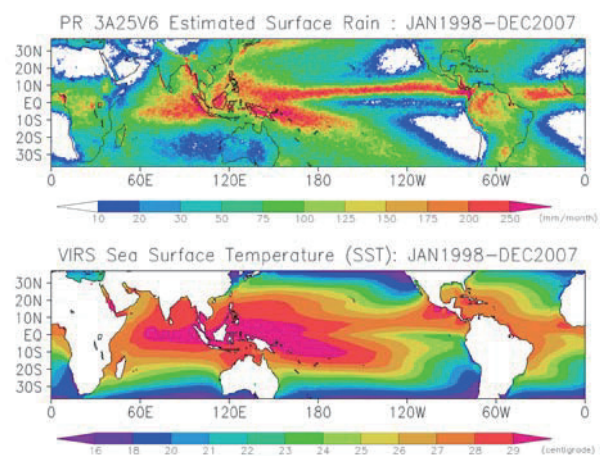 PR 3A25V6 Estimated Surface Rain : JAN1998–DEC2007
30N
20N
10N
EQ
10S
20S
30S
0 60E 120E 180 120W 60W 0
10 20 30 50 75 100 125 150 175 200 250 (mm/month)
VIRS Sea Surface Temperature (SST): JAN1998–DEC2007
30N
20N
10N
EQ
10S
20S
30S
0 60E 120E 180 120W 60W 0
16 18 20 21 22 23 24 25 26 27 28 29 (centigrade)